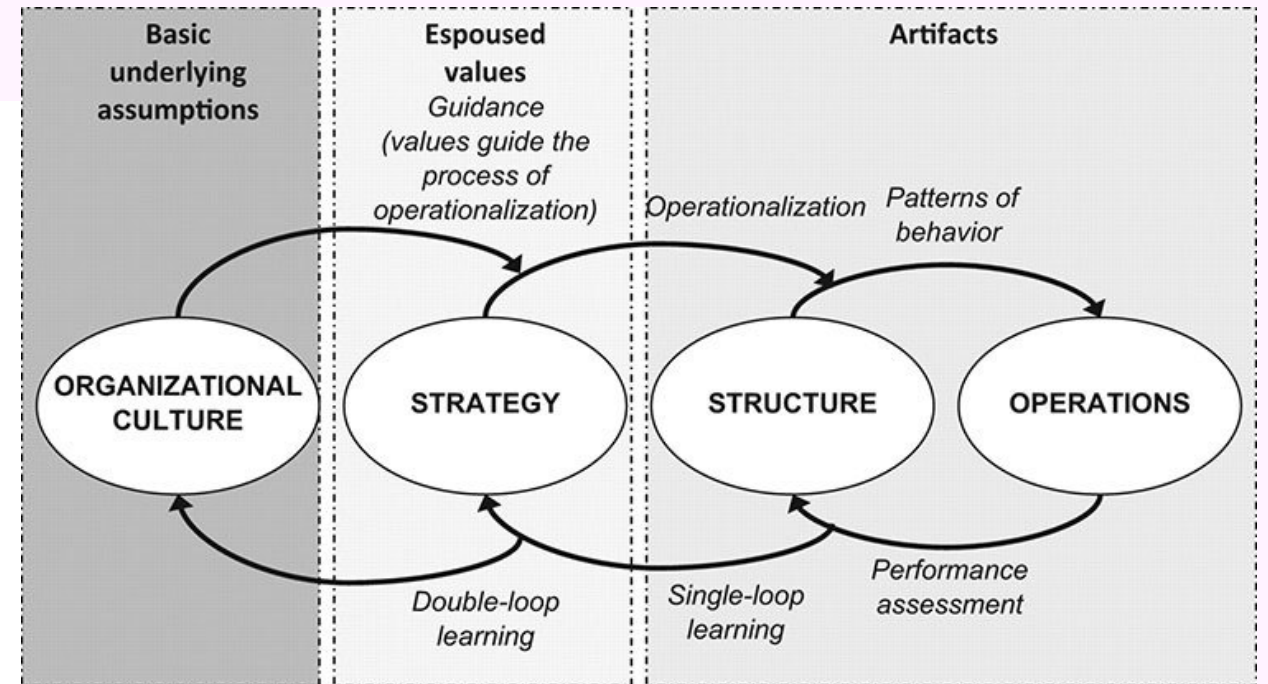 Basic
underlying
assumptions
Espoused
values
Guidance
(values guide the
process of
operationalization)
Artifacts
Operationalization
Patterns of
behavior
ORGANIZATIONAL
CULTURE
STRATEGY
STRUCTURE
OPERATIONS
Double-loop
learning
Single-loop
learning
Performance
assessment